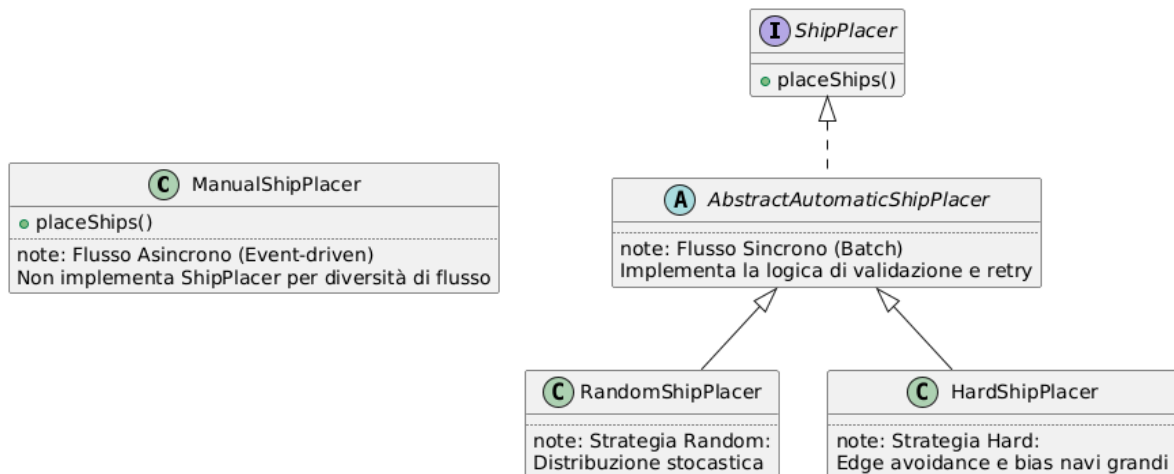 I ShipPlacer
placeShips()
C ManualShipPlacer
placeShips()
note: Flusso Asincrono (Event-driven)
Non implementa ShipPlacer per diversità di flusso
A AbstractAutomaticShipPlacer
note: Flusso Sincrono (Batch)
Implementa la logica di validazione e retry
C RandomShipPlacer
note: Strategia Random:
Distribuzione stocastica
C HardShipPlacer
note: Strategia Hard:
Edge avoidance e bias navi grandi